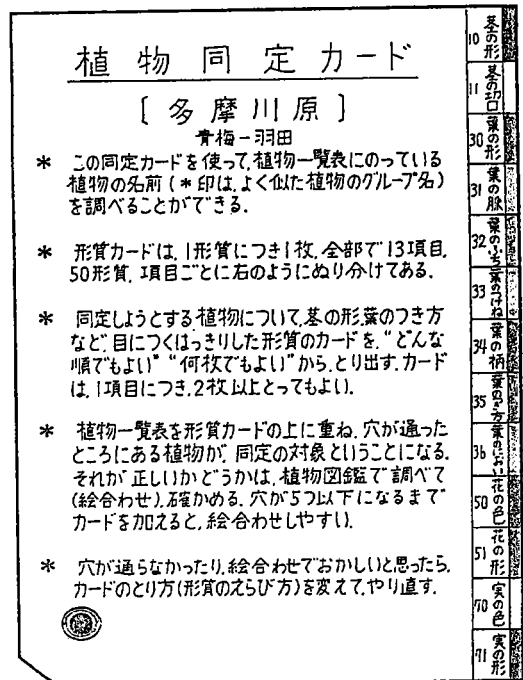 植物同定カード
[多摩川原]
青梅－羽田
* この同定カードを使って、植物一覧表にのっている
植物の名前(*印は、よく似た植物のグループ名)
を調べることができる.
* 形質カードは、1形質につき1枚、全部で13項目、
50形質、項目ごとに右のようにぬり分けてある.
* 同定しようとする植物について、茎の形、葉のつき方
など、目につくはっきりした形質のカードを、“どんな
順でもよい” “何枚でもよい”から、とり出す.カード
は、1項目につき、2枚以上とってもよい.
* 植物一覧表を形質カードの上に重ね、穴が通った
ところにある植物が、同定の対象ということになる.
それが正しいかどうかは、植物図鑑で調べて
(絵合わせ)、確かめる.穴が5つ以下になるまで
カードを加えると、絵合わせしやすい.
* 穴が通らなかったり、絵合わせでおかしいと思ったら、
カードのとり方(形質のえらび方)を変えて、やり直す.
10 茎の形
11 茎の切口
30 葉の形
31 葉の脈
32 葉のふち
33 葉のつけね
34 葉の柄
35 葉のつき方
36 葉のにおい
50 花の色
51 花の形
70 実の色
71 実の形